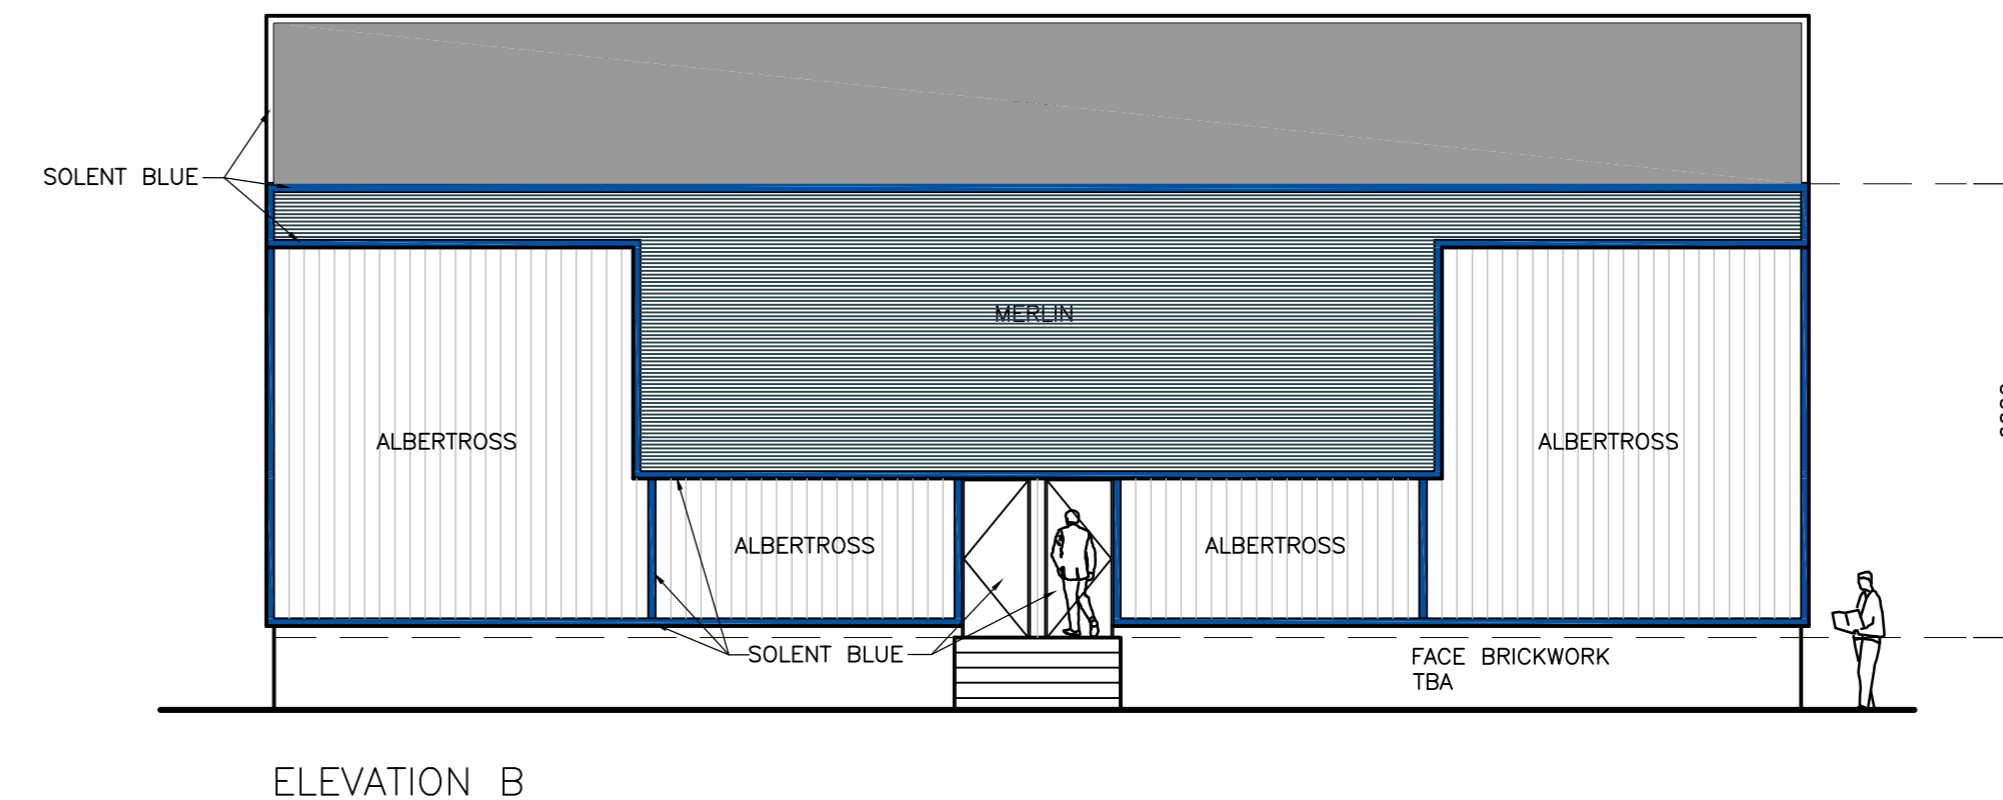 SOLENT BLUE
MERLIN
ALBERTROSS
ALBERTROSS
ALBERTROSS
ALBERTROSS
SOLENT BLUE
FACE BRICKWORK
TBA
ELEVATION B